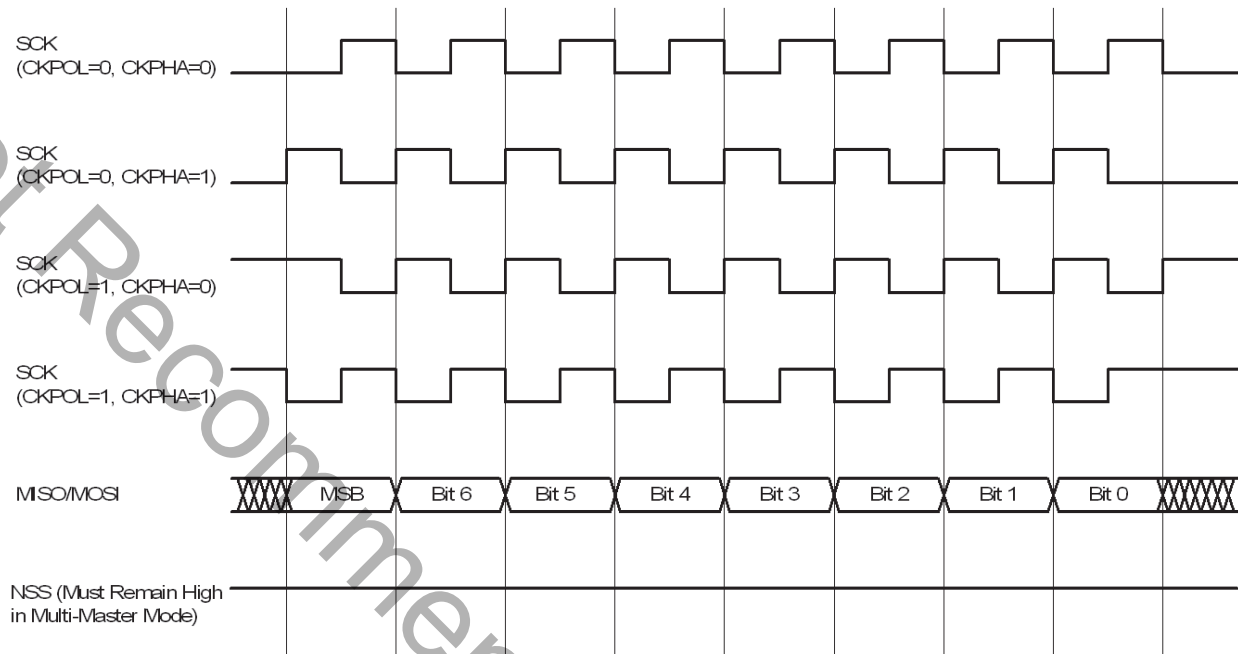 SCK
(CKPOL=0, CKPHA=0)
SCK
(CKPOL=0, CKPHA=1)
SCK
(CKPOL=1, CKPHA=0)
SCK
(CKPOL=1, CKPHA=1)
MISO/MOSI
MSB
Bit 6
Bit 5
Bit 4
Bit 3
Bit 2
Bit 1
Bit 0
NSS (Must Remain High
in Multi-Master Mode)
t Recommen